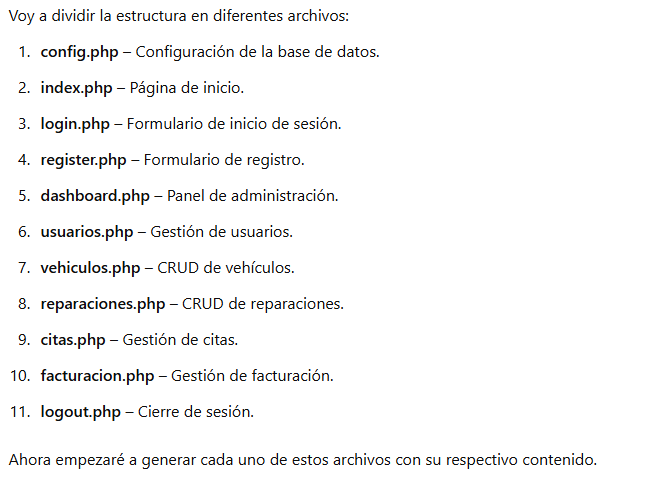 Voy a dividir la estructura en diferentes archivos:
1. config.php – Configuración de la base de datos.
2. index.php – Página de inicio.
3. login.php – Formulario de inicio de sesión.
4. register.php – Formulario de registro.
5. dashboard.php – Panel de administración.
6. usuarios.php – Gestión de usuarios.
7. vehiculos.php – CRUD de vehículos.
8. reparaciones.php – CRUD de reparaciones.
9. citas.php – Gestión de citas.
10. facturacion.php – Gestión de facturación.
11. logout.php – Cierre de sesión.
Ahora empezaré a generar cada uno de estos archivos con su respectivo contenido.